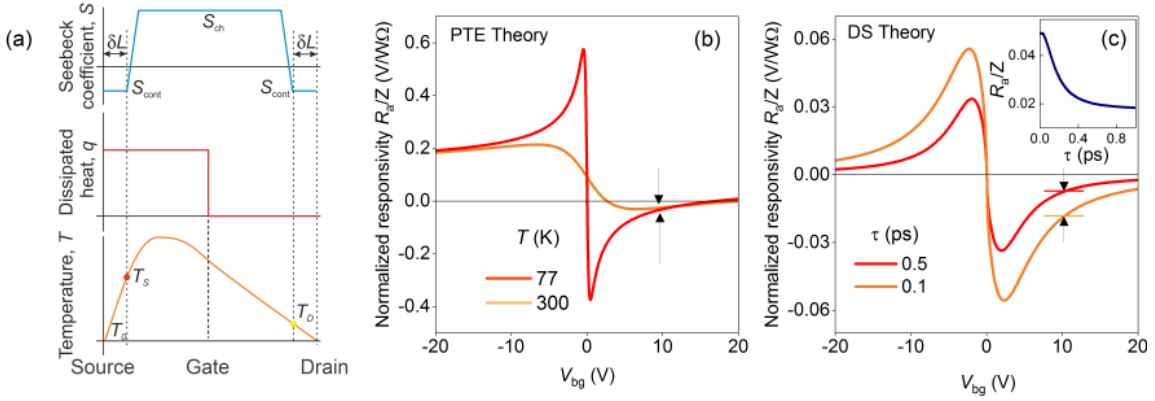 (a)
Seebeck
coefficient, S
δL
δL
S_ch
S_cont
S_cont
Dissipated
heat, q
Temperature, T
T_S
T_D
T_0
Source
Gate
Drain
PTE Theory
(b)
Normalized responsivity R_a/Z (V/WΩ)
0.6
0.4
0.2
0.0
-0.2
-0.4
T (K)
77
300
-20
-10
0
10
20
V_bg (V)
DS Theory
(c)
Normalized responsivity R_a/Z (V/WΩ)
0.06
0.03
0.00
-0.03
-0.06
τ (ps)
0.5
0.1
-20
-10
0
10
20
V_bg (V)
R_a/Z
0.04
0.02
0.0
0.4
0.8
τ (ps)